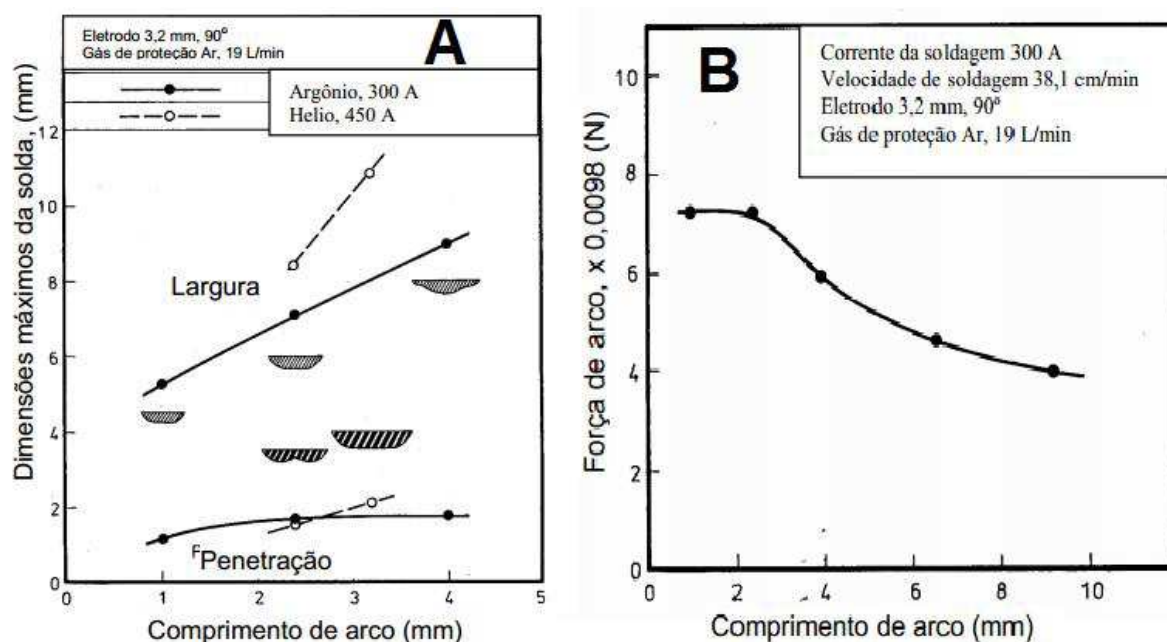 Eletrodo 3,2 mm, 90°
Gás de proteção Ar, 19 L/min
A
Argônio, 300 A
Helio, 450 A
Dimensões máximos da solda, (mm)
12
10
8
6
4
2
0
Largura
FPenetração
0 1 2 3 4 5
Comprimento de arco (mm)
B
Corrente da soldagem 300 A
Velocidade de soldagem 38,1 cm/min
Eletrodo 3,2 mm, 90°
Gás de proteção Ar, 19 L/min
Força de arco, x 0,0098 (N)
10
8
6
4
2
0
0 2 4 6 8 10
Comprimento de arco (mm)